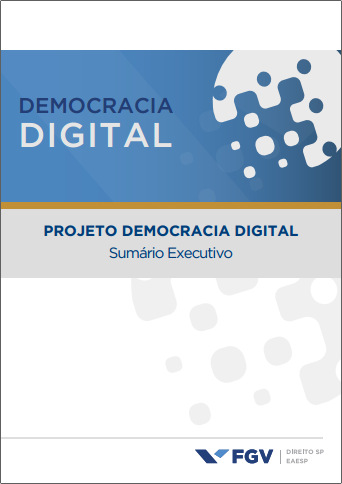 DEMOCRACIA
DIGITAL
PROJETO DEMOCRACIA DIGITAL
Sumário Executivo
FGV
DIREITO SP
EAESP